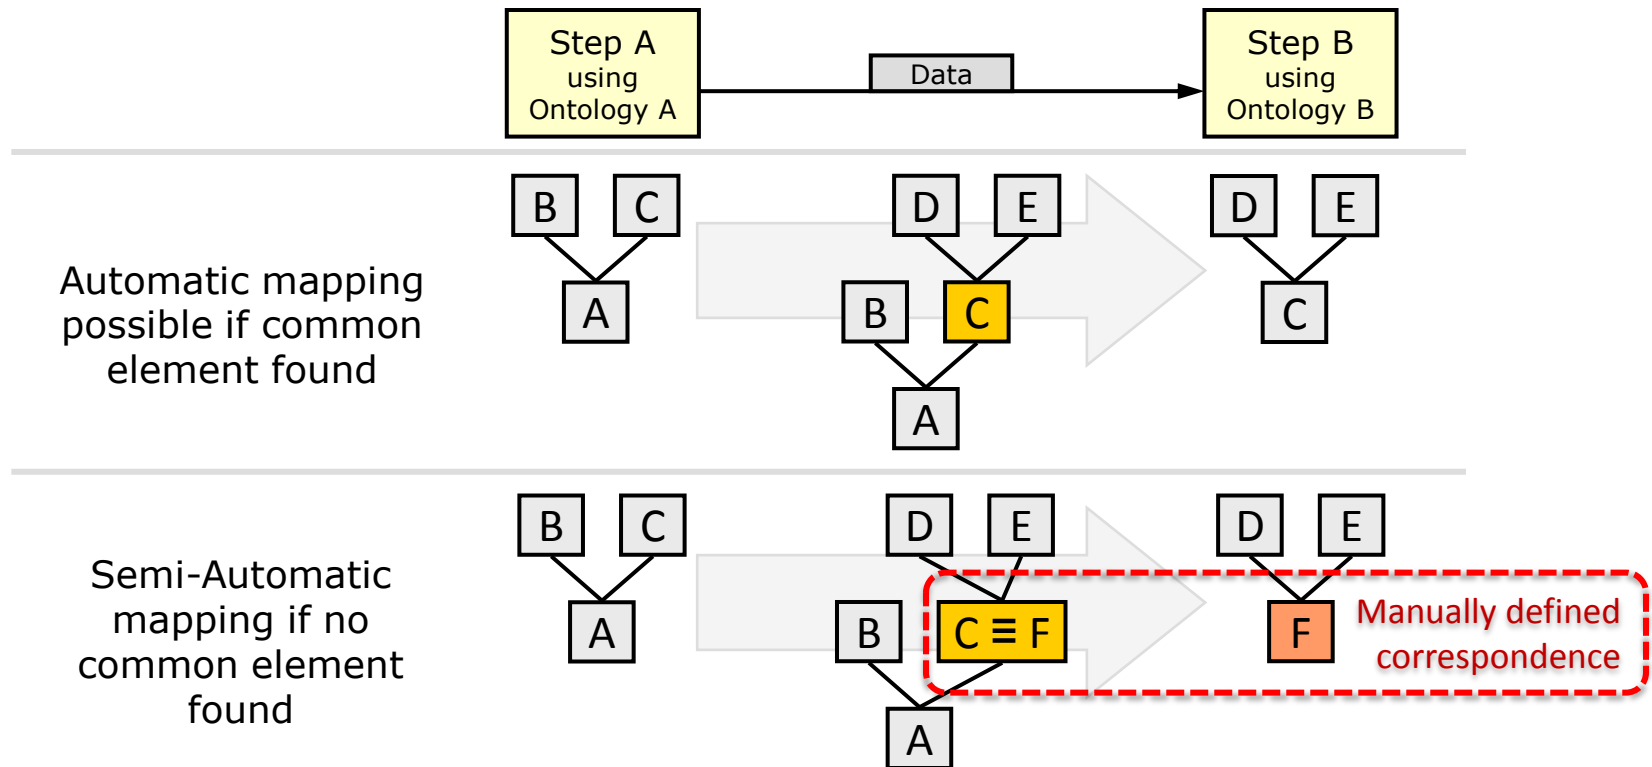 Step A
using
Ontology A
Data
Step B
using
Ontology B
Automatic mapping
possible if common
element found
B C
A
D E
B C
A
D E
C
Semi-Automatic
mapping if no
common element
found
B C
A
D E
B C ≡ F
A
D E
F
Manually defined
correspondence